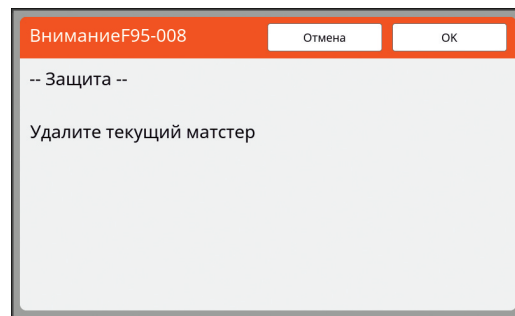 ВниманиеF95-008
Отмена
OK
-- Защита --
Удалите текущий матстер